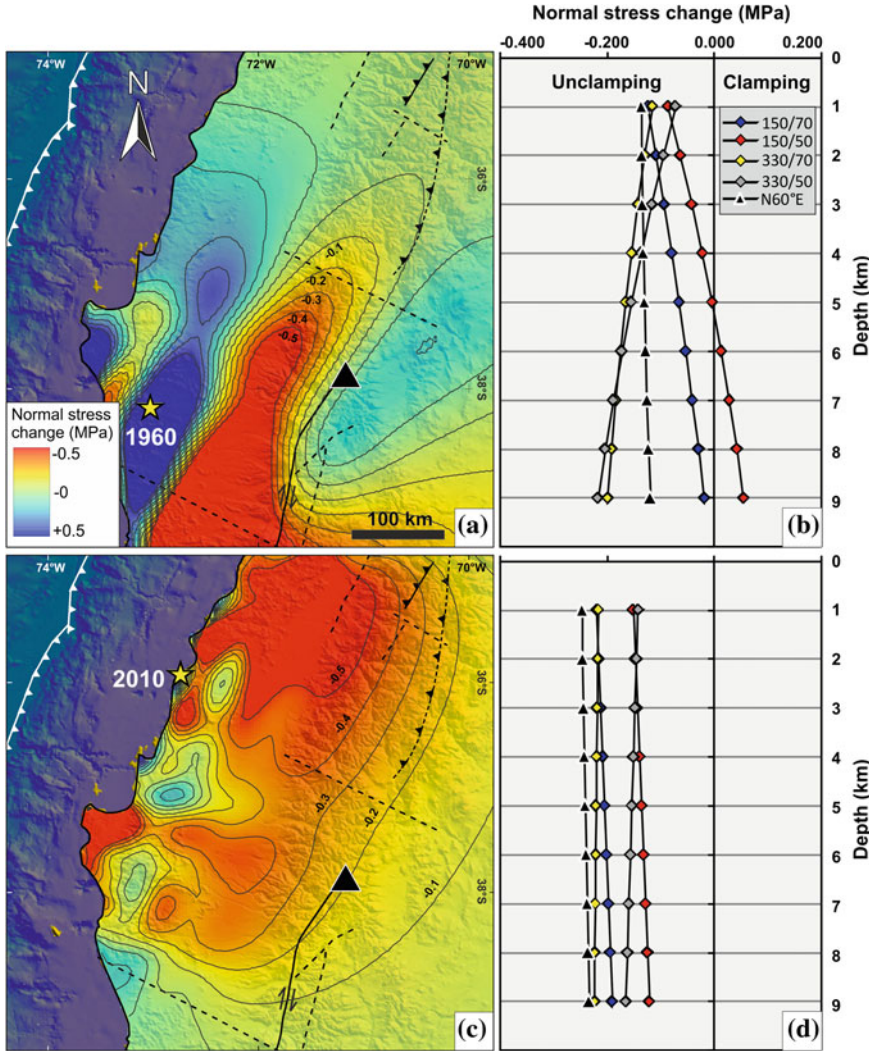 74°W
72°W
70°W
N
36°S
38°S
-0.1
-0.2
-0.3
-0.4
-0.5
1960
Normal stress
change (MPa)
-0.5
-0
+0.5
100 km
(a)
Normal stress change (MPa)
-0.400 -0.200 0.000 0.200
Unclamping Clamping
0
1
2
3
4
5
6
7
8
9
Depth (km)
150/70
150/50
330/70
330/50
N60°E
(b)
74°W
70°W
2010
36°S
38°S
-0.5
-0.4
-0.3
-0.2
-0.1
(c)
0
1
2
3
4
5
6
7
8
9
Depth (km)
(d)